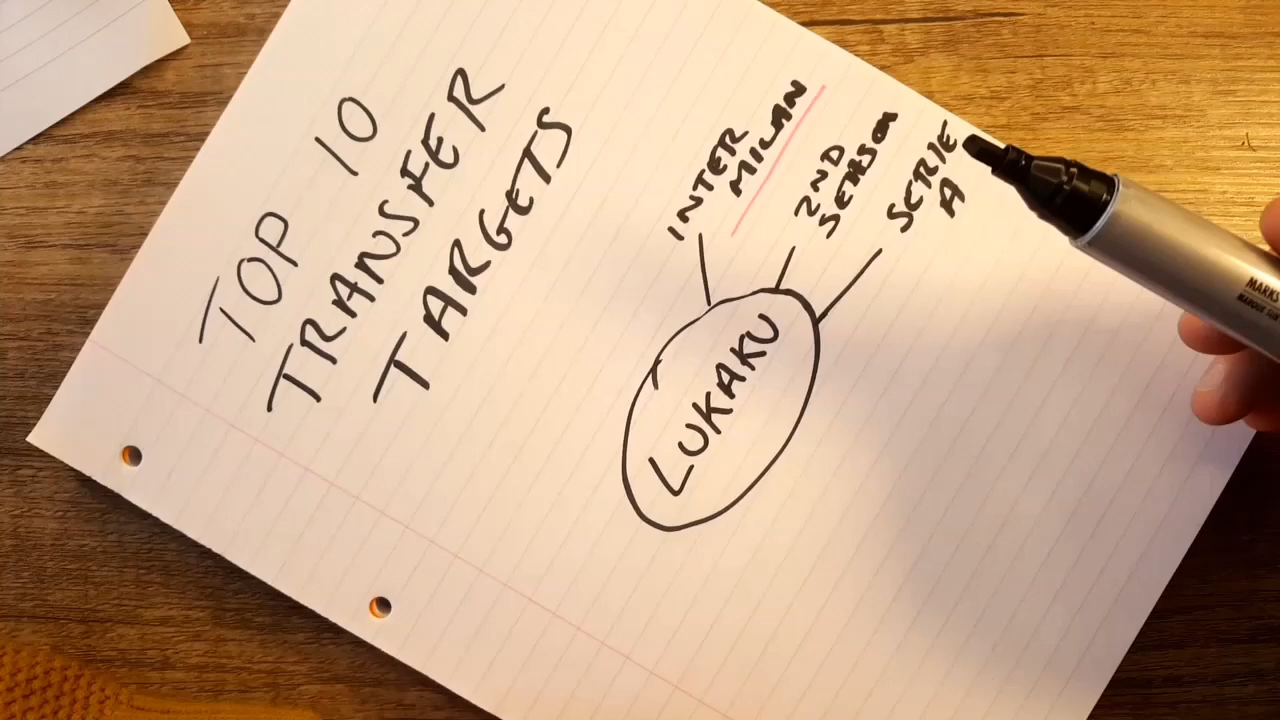 TOP 10
TRANSFER
TARGETS
INTER
MILAN
2ND
SEASON
SERIE
A
LUKAKU